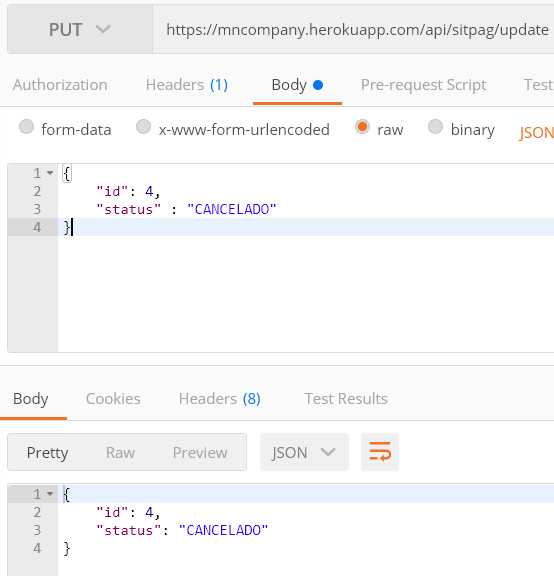 PUT https://mncompany.herokuapp.com/api/sitpag/update
Authorization Headers (1) Body Pre-request Script Test
form-data x-www-form-urlencoded raw binary JSON
1 {
2 "id": 4,
3 "status" : "CANCELADO"
4 }
Body Cookies Headers (8) Test Results
Pretty Raw Preview JSON
1 {
2 "id": 4,
3 "status": "CANCELADO"
4 }